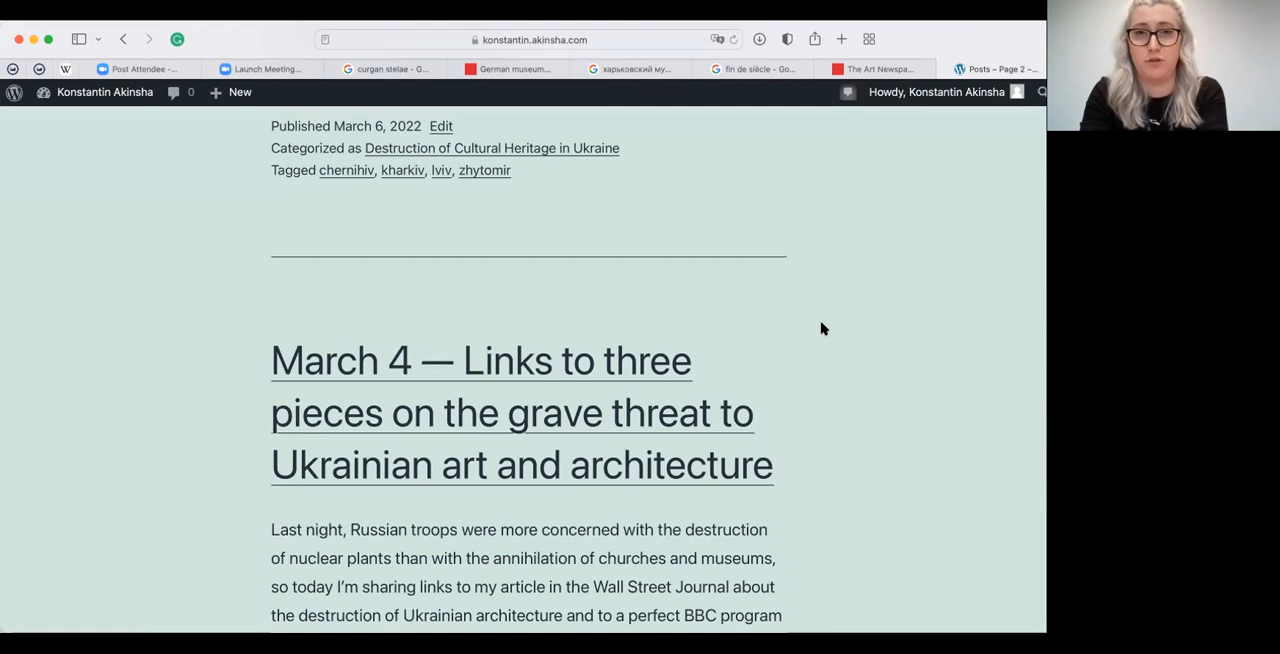 konstantin.akinsha.com
W
Post Attendee -...
Launch Meeting...
curgan stelae - G...
German museum...
харьковский му...
fin de siècle - Go...
The Art Newspa...
Posts – Page 2 –...
Konstantin Akinsha
0
New
Howdy, Konstantin Akinsha
Published March 6, 2022 Edit
Categorized as Destruction of Cultural Heritage in Ukraine
Tagged chernihiv, kharkiv, lviv, zhytomir
March 4 — Links to three
pieces on the grave threat to
Ukrainian art and architecture
Last night, Russian troops were more concerned with the destruction
of nuclear plants than with the annihilation of churches and museums,
so today I'm sharing links to my article in the Wall Street Journal about
the destruction of Ukrainian architecture and to a perfect BBC program